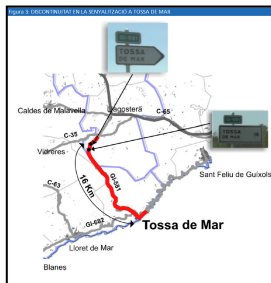 Figura 3. DISCONTINUÏTAT EN LA SENYALITZACIÓ A TOSSA DE MAR
GI-681
TOSSA
DE MAR
Caldes de Malavella
Llagostera
C-65
TOSSA
DE MAR
C-35
Vidreres
Sant Feliu de Guíxols
GI-681
16 Km
C-63
Tossa de Mar
GI-682
Lloret de Mar
Blanes